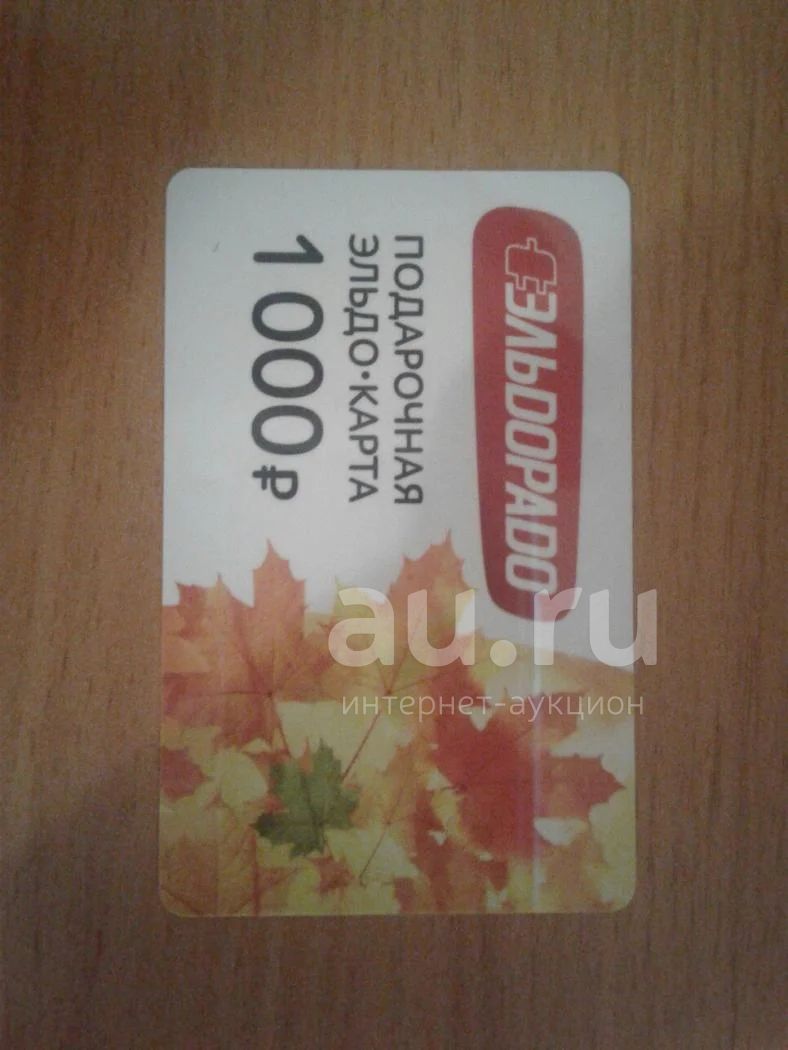 ЭЛЬДОРАДО
ПОДАРОЧНАЯ
ЭЛЬДО•КАРТА
1000₽
au.ru
интернет-аукцион